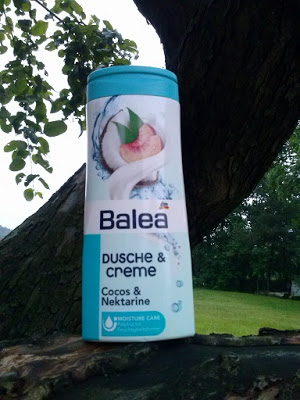 Balea
DUSCHE &
CREME
Cocos &
Nektarine
MOISTURE CARE